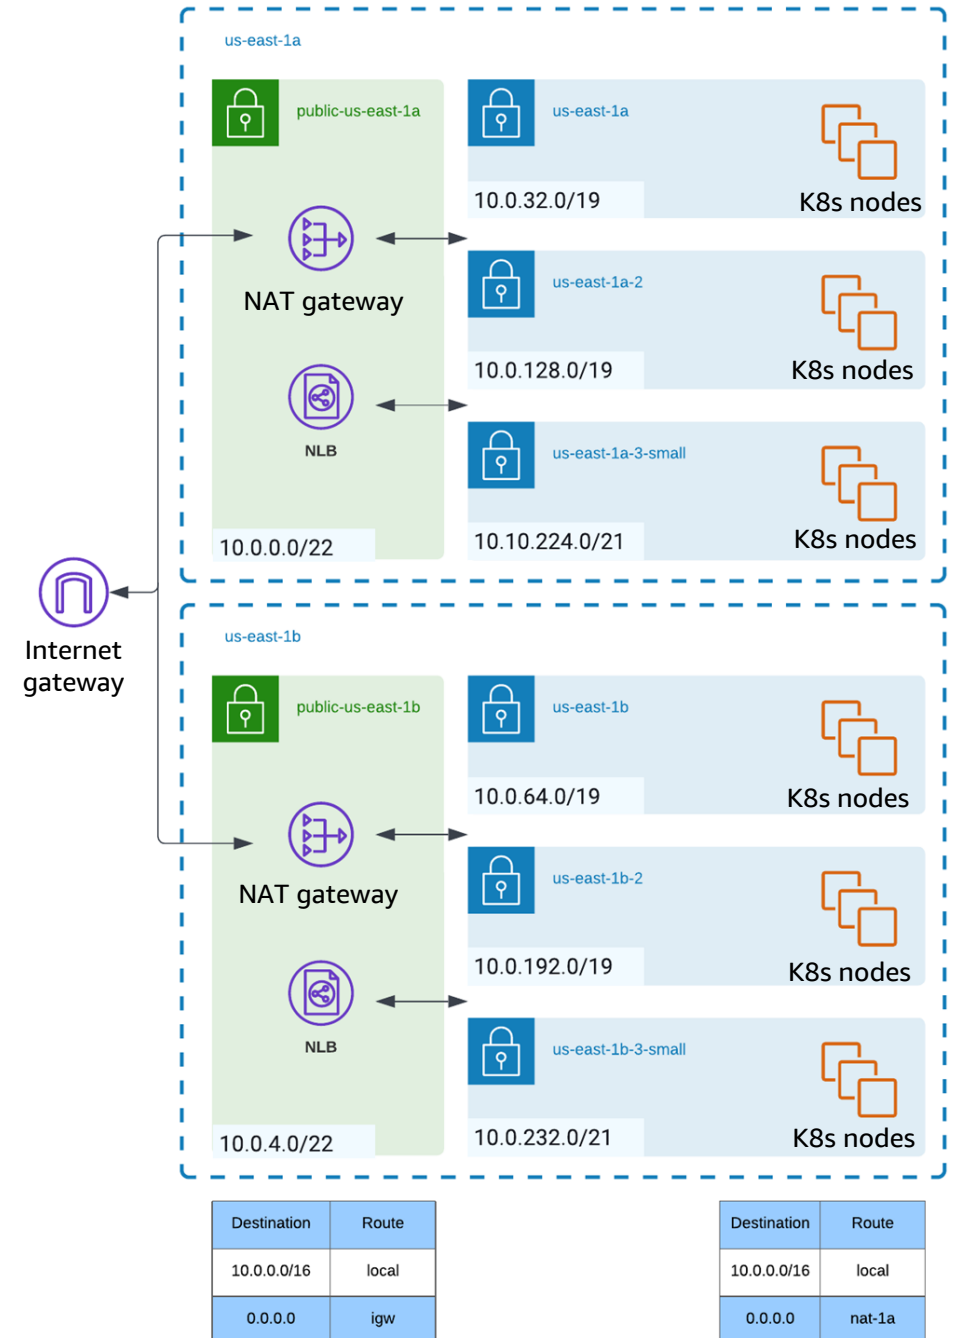 us-east-1a
public-us-east-1a
NAT gateway
NLB
10.0.0.0/22
us-east-1a
10.0.32.0/19
K8s nodes
us-east-1a-2
10.0.128.0/19
K8s nodes
us-east-1a-3-small
10.10.224.0/21
K8s nodes
Internet
gateway
us-east-1b
public-us-east-1b
NAT gateway
NLB
10.0.4.0/22
us-east-1b
10.0.64.0/19
K8s nodes
us-east-1b-2
10.0.192.0/19
K8s nodes
us-east-1b-3-small
10.0.232.0/21
K8s nodes
Destination Route
10.0.0.0/16 local
0.0.0.0 igw
Destination Route
10.0.0.0/16 local
0.0.0.0 nat-1a